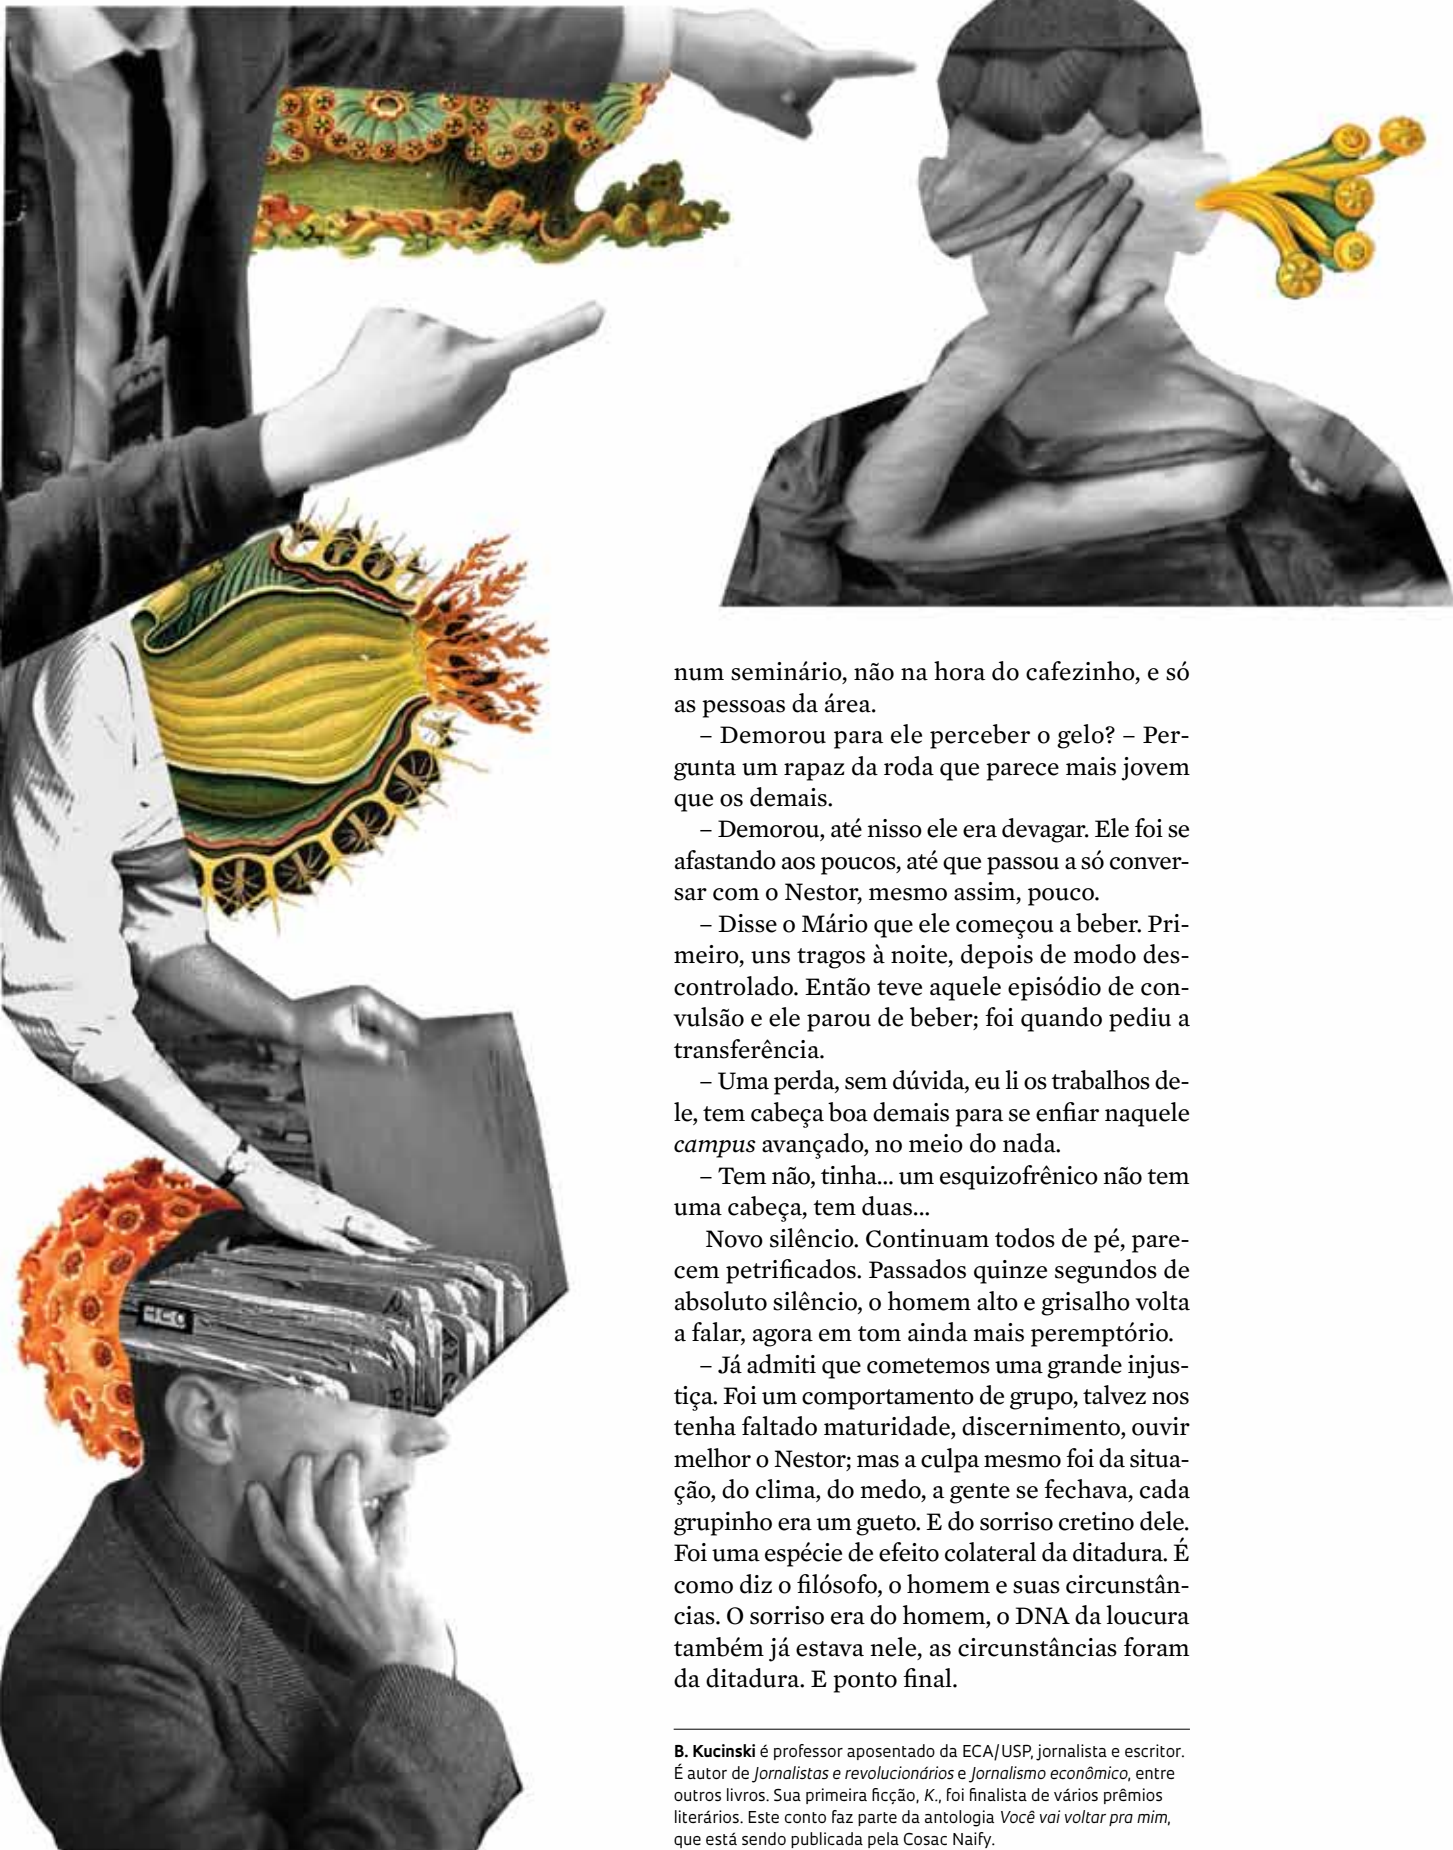 num seminário, não na hora do cafezinho, e só
as pessoas da área.
– Demorou para ele perceber o gelo? – Per-
gunta um rapaz da roda que parece mais jovem
que os demais.
– Demorou, até nisso ele era devagar. Ele foi se
afastando aos poucos, até que passou a só conver-
sar com o Nestor, mesmo assim, pouco.
– Disse o Mário que ele começou a beber. Pri-
meiro, uns tragos à noite, depois de modo des-
controlado. Então teve aquele episódio de con-
vulsão e ele parou de beber; foi quando pediu a
transferência.
– Uma perda, sem dúvida, eu li os trabalhos de-
le, tem cabeça boa demais para se enfiar naquele
campus avançado, no meio do nada.
– Tem não, tinha... um esquizofrênico não tem
uma cabeça, tem duas...
Novo silêncio. Continuam todos de pé, pare-
cem petrificados. Passados quinze segundos de
absoluto silêncio, o homem alto e grisalho volta
a falar, agora em tom ainda mais peremptório.
– Já admiti que cometemos uma grande injus-
tiça. Foi um comportamento de grupo, talvez nos
tenha faltado maturidade, discernimento, ouvir
melhor o Nestor; mas a culpa mesmo foi da situa-
ção, do clima, do medo, a gente se fechava, cada
grupinho era um gueto. E do sorriso cretino dele.
Foi uma espécie de efeito colateral da ditadura. É
como diz o filósofo, o homem e suas circunstân-
cias. O sorriso era do homem, o DNA da loucura
também já estava nele, as circunstâncias foram
da ditadura. E ponto final.
B. Kucinski é professor aposentado da ECA/USP, jornalista e escritor.
É autor de Jornalistas e revolucionários e Jornalismo econômico, entre
outros livros. Sua primeira ficção, K., foi finalista de vários prêmios
literários. Este conto faz parte da antologia Você vai voltar pra mim,
que está sendo publicada pela Cosac Naify.